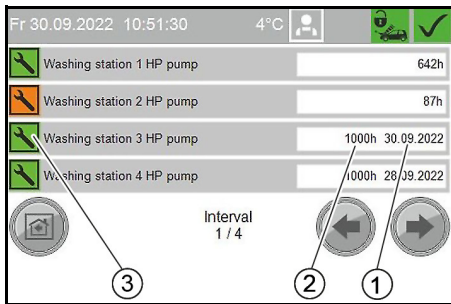 Fr 30.09.2022 10:51:30 4°C
Washing station 1 HP pump 642h
Washing station 2 HP pump 87h
Washing station 3 HP pump 1000h 30.09.2022
Washing station 4 HP pump 1000h 28.09.2022
Interval
1 / 4
3 2 1